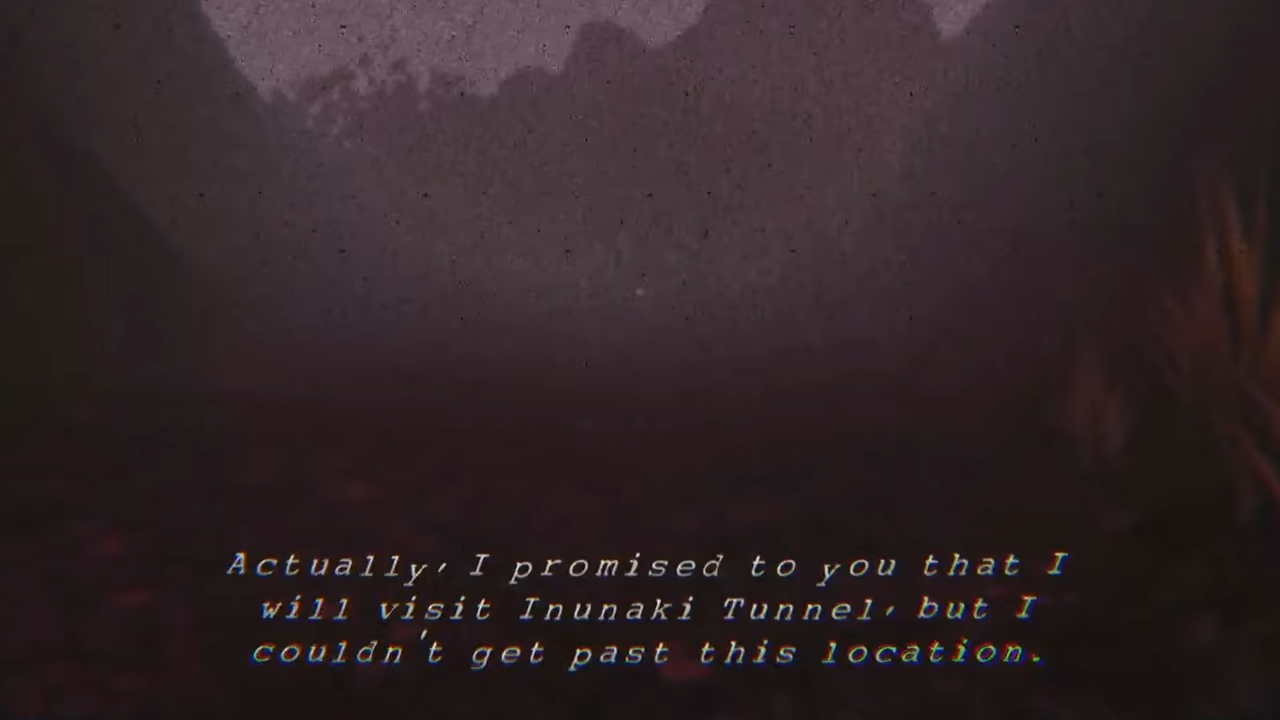 Actually, I promised to you that I
will visit Inunaki Tunnel, but I
couldn't get past this location.